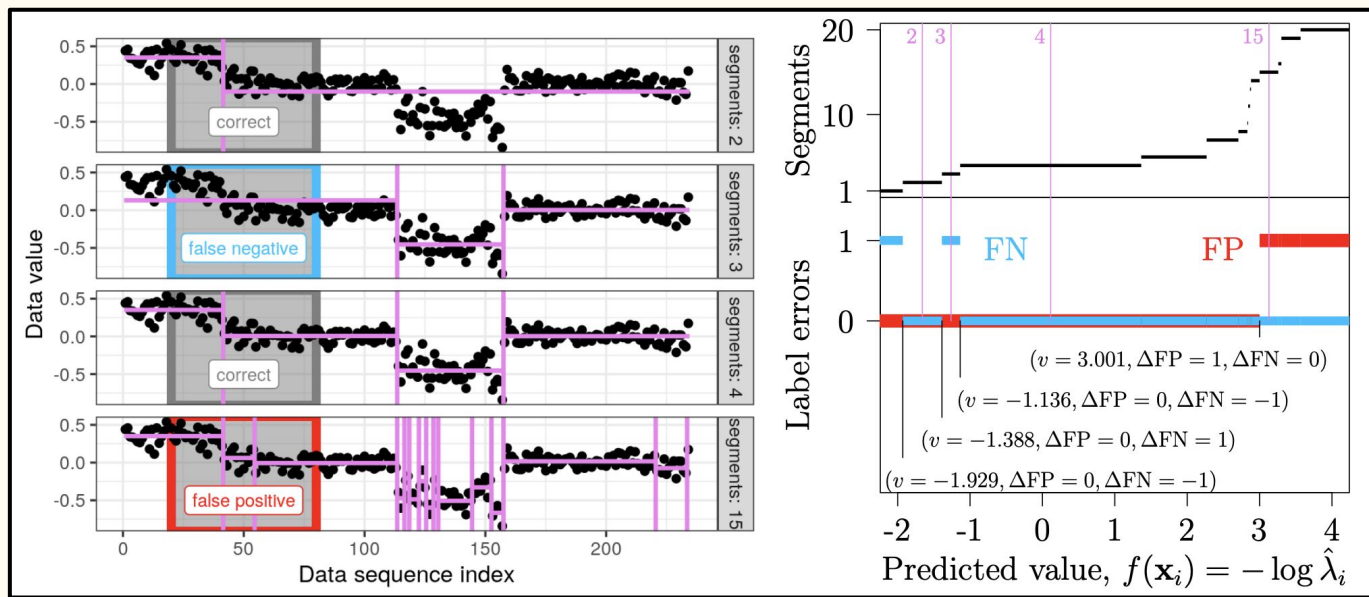 0.5
0.0
-0.5
correct
segments: 2
0.5
0.0
-0.5
false negative
segments: 3
0.5
0.0
-0.5
correct
segments: 4
0.5
0.0
-0.5
false positive
segments: 15
Data value
0 50 100 150 200
Data sequence index
Segments
20
10
1
2 3 4 15
Label errors
1
0
FN FP
(v = 3.001, ΔFP = 1, ΔFN = 0)
(v = −1.136, ΔFP = 0, ΔFN = −1)
(v = −1.388, ΔFP = 0, ΔFN = 1)
(v = −1.929, ΔFP = 0, ΔFN = −1)
-2 -1 0 1 2 3 4
Predicted value, f(𝐱ᵢ) = − log λ̂ᵢ